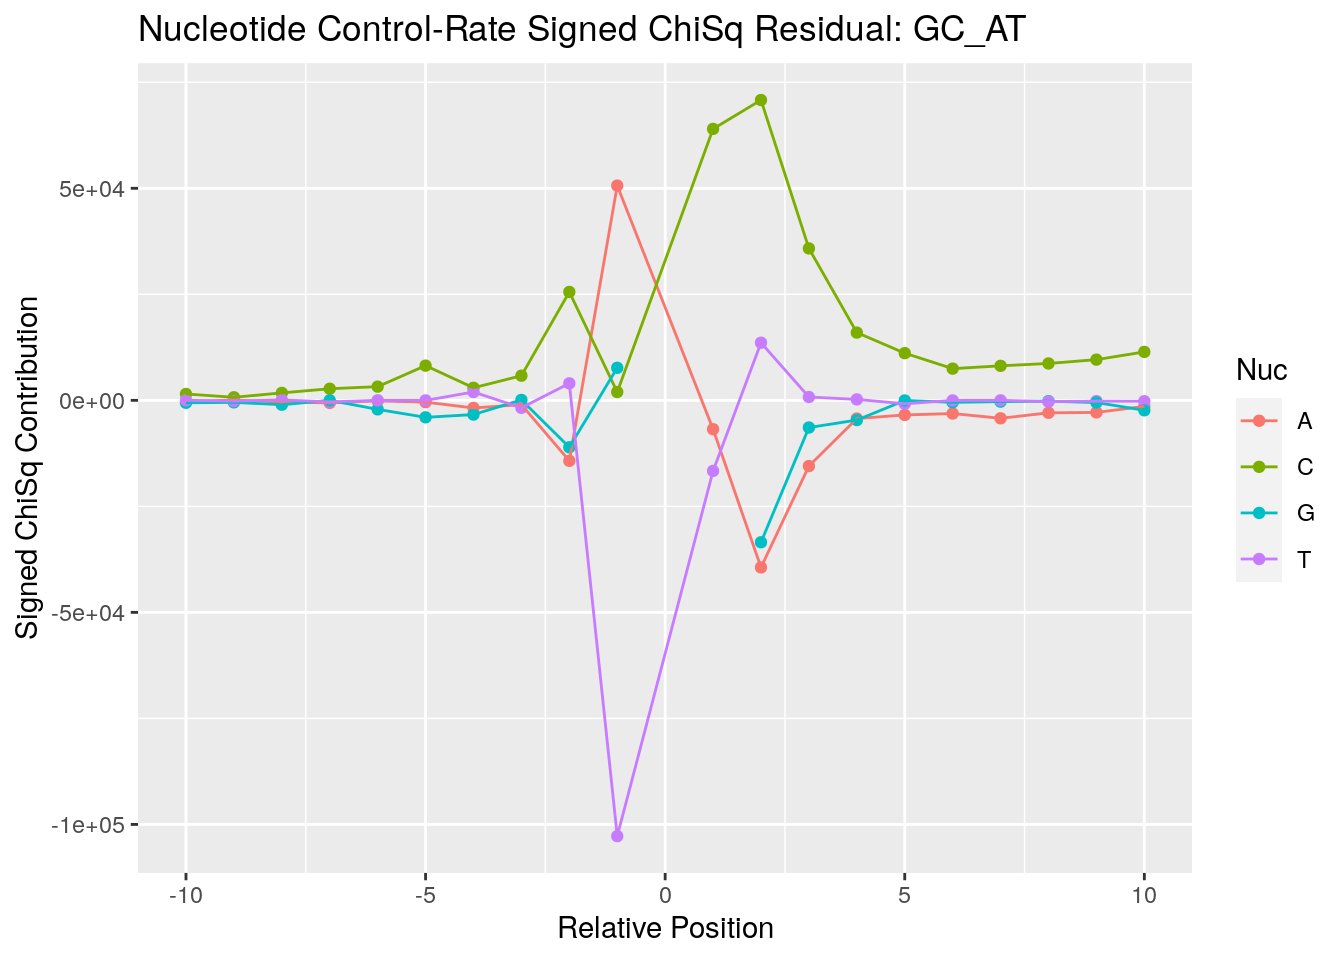 Nucleotide Control-Rate Signed ChiSq Residual: GC_AT
Signed ChiSq Contribution
5e+04
0e+00
-5e+04
-1e+05
-10
-5
0
5
10
Relative Position
Nuc
A
C
G
T